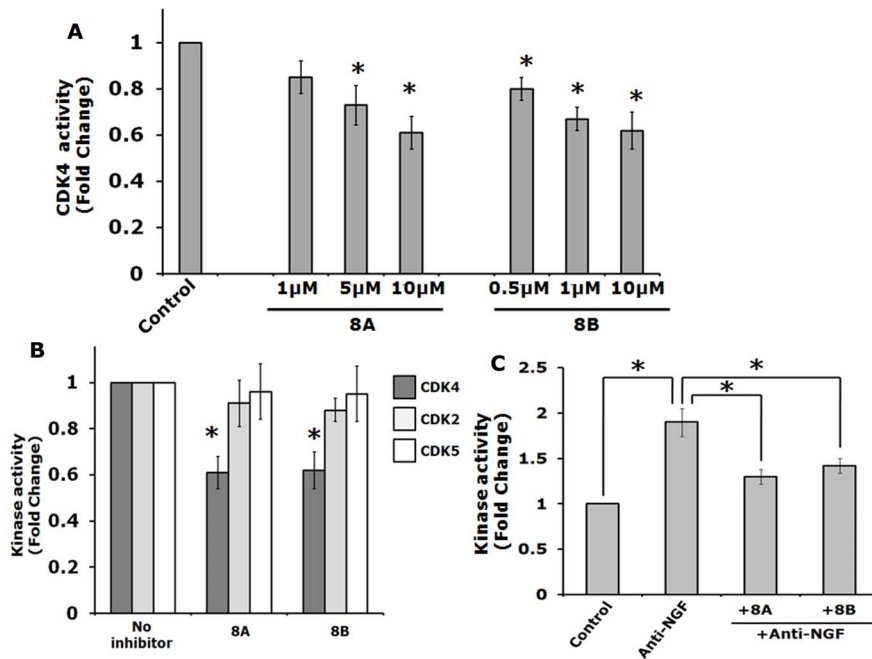 A
CDK4 activity
(Fold Change)
1
0.8
0.6
0.4
0.2
0
*
*
*
*
*
Control
1μM
5μM
10μM
0.5μM
1μM
10μM
8A
8B
B
Kinase activity
(Fold Change)
1
0.8
0.6
0.4
0.2
0
*
*
CDK4
CDK2
CDK5
No
inhibitor
8A
8B
C
Kinase activity
(Fold Change)
2.5
2
1.5
1
0.5
0
*
*
*
Control
Anti-NGF
+8A
+8B
+Anti-NGF